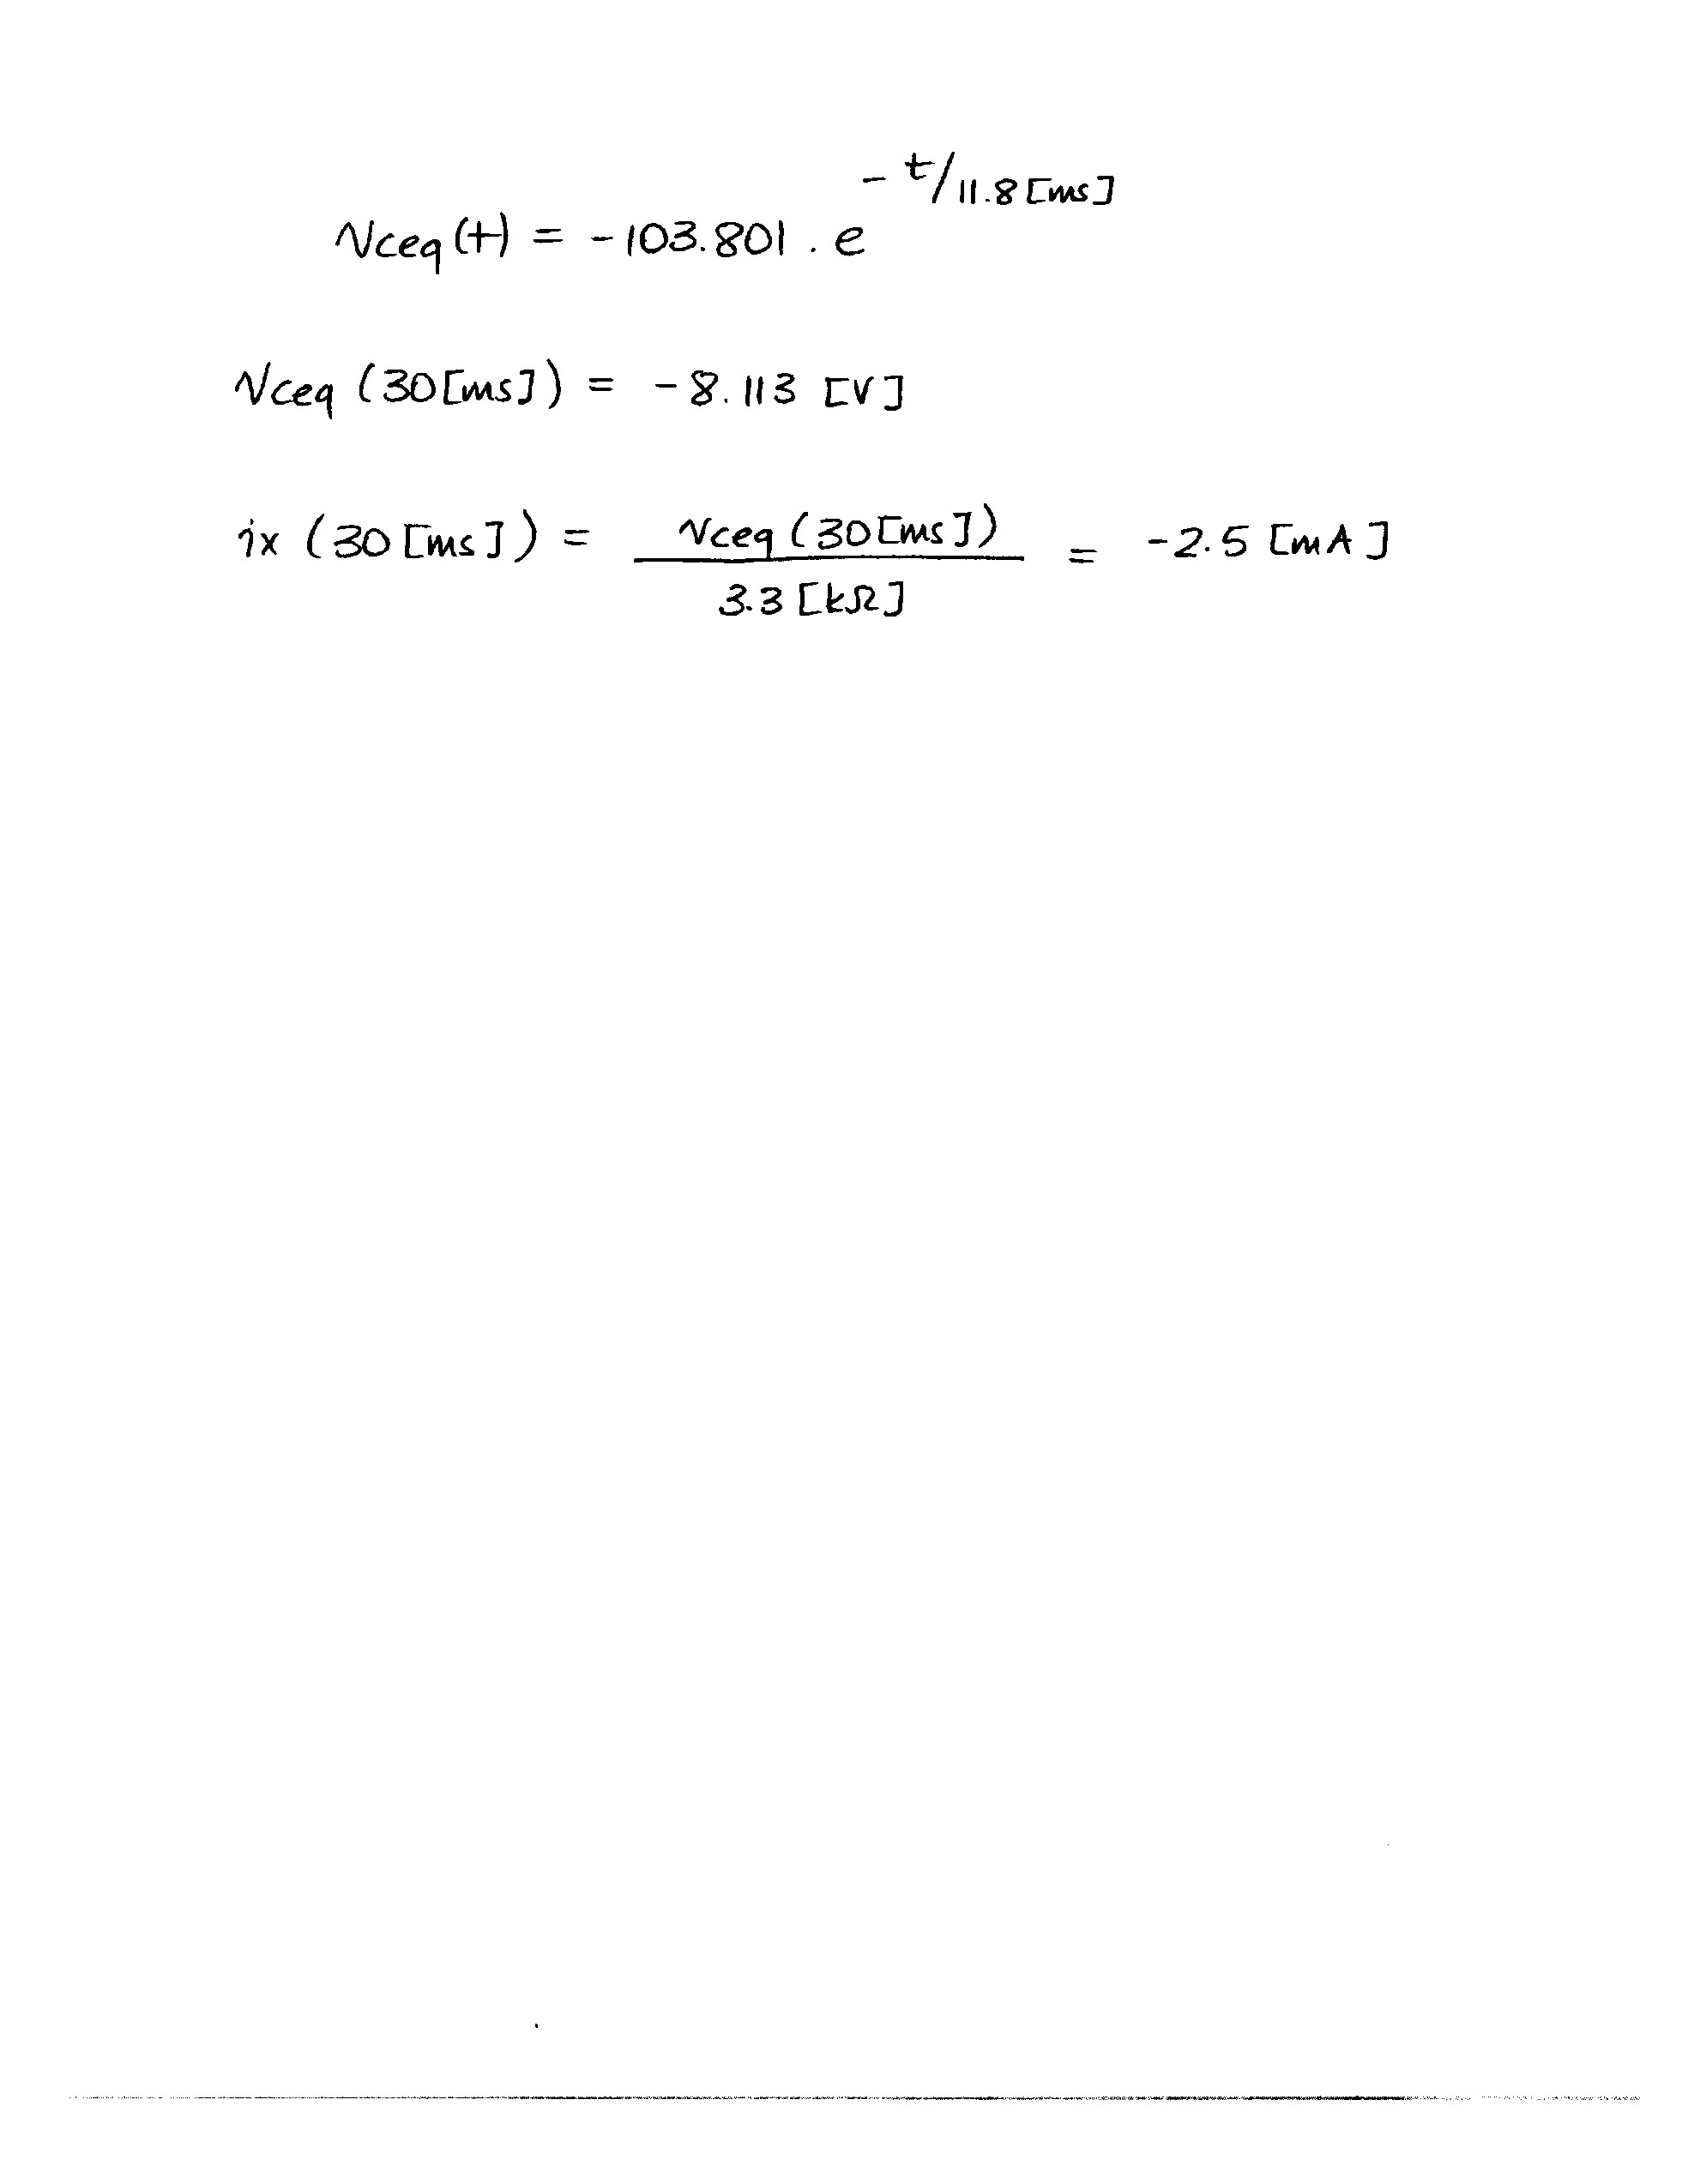 vceq(t) = -103.801 . e^{-t/11.8[ms]}
vceq (30[ms]) = -8.113 [V]
ix (30[ms]) = vceq (30[ms]) / 3.3 [kΩ] = -2.5 [mA]